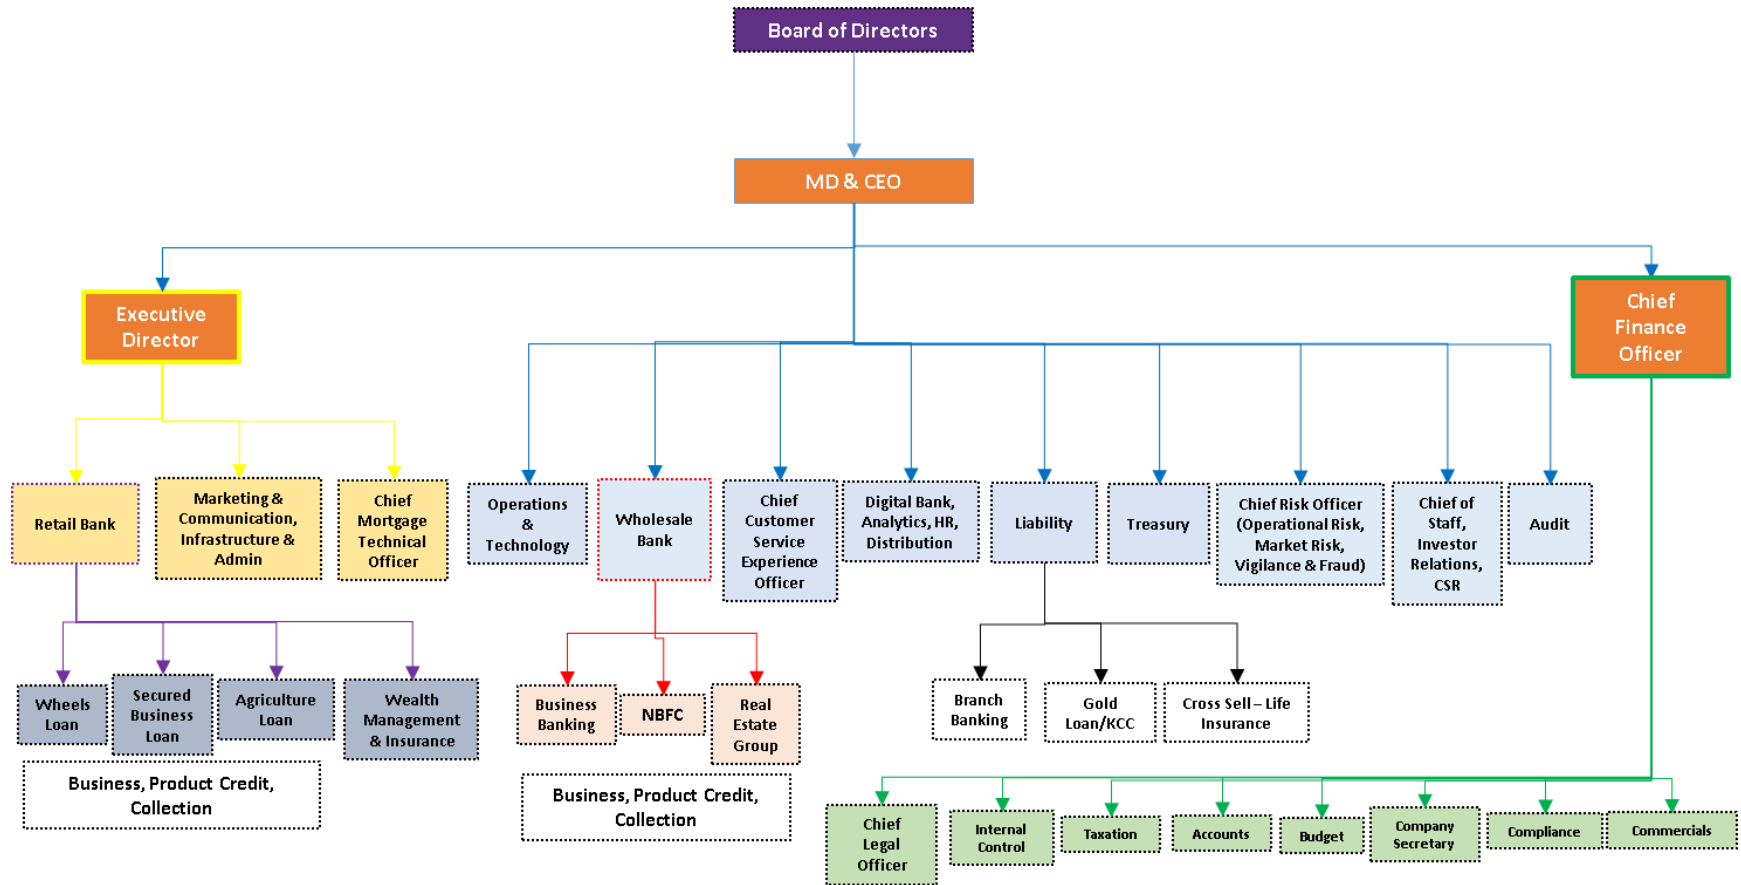 Board of Directors
MD & CEO
Executive
Director
Chief
Finance
Officer
Retail Bank
Marketing &
Communication,
Infrastructure &
Admin
Chief
Mortgage
Technical
Officer
Operations
&
Technology
Wholesale
Bank
Chief
Customer
Service
Experience
Officer
Digital Bank,
Analytics, HR,
Distribution
Liability
Treasury
Chief Risk Officer
(Operational Risk,
Market Risk,
Vigilance & Fraud)
Chief of
Staff,
Investor
Relations,
CSR
Audit
Wheels
Loan
Secured
Business
Loan
Agriculture
Loan
Wealth
Management
& Insurance
Business, Product Credit,
Collection
Business
Banking
NBFC
Real
Estate
Group
Business, Product Credit,
Collection
Branch
Banking
Gold
Loan/KCC
Cross Sell – Life
Insurance
Chief
Legal
Officer
Internal
Control
Taxation
Accounts
Budget
Company
Secretary
Compliance
Commercials